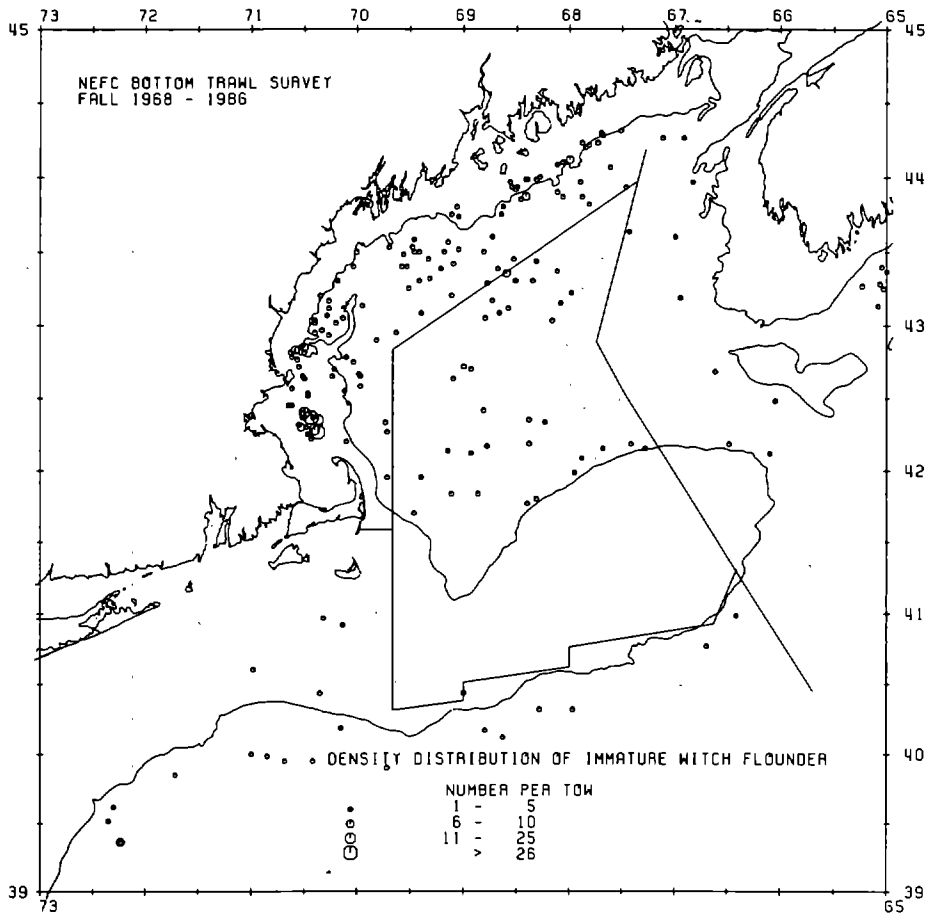 73 72 71 70 69 68 67 66 65
45 45
NEFC BOTTOM TRAWL SURVEY
FALL 1968 - 1986
44 44
43 43
42 42
41 41
40 40
DENSITY DISTRIBUTION OF IMMATURE WITCH FLOUNDER
NUMBER PER TOW
1 - 5
6 - 10
11 - 25
> 26
39 39
73 65